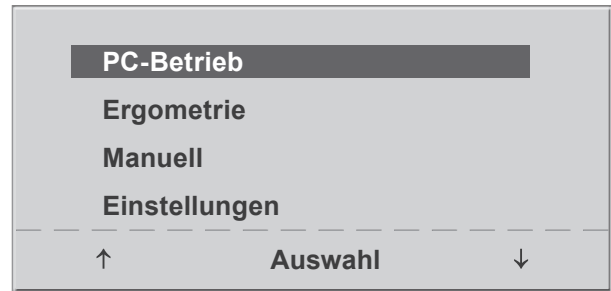 PC-Betrieb
Ergometrie
Manuell
Einstellungen
↑ Auswahl ↓